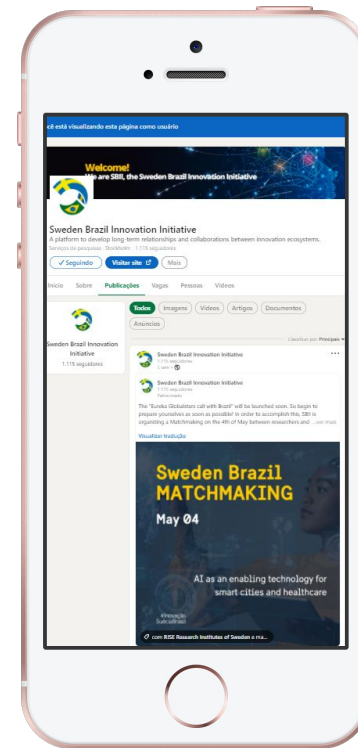 ocê está visualizando esta página como usuário
Welcome!
We are SBII, the Sweden Brazil Innovation Initiative
Sweden Brazil Innovation Initiative
A platform to develop long-term relationships and collaborations between innovation ecosystems.
Serviços de pesquisas · Stockholm · 1.115 seguidores
✓ Seguindo
Visitar site
Mais
Início Sobre Publicações Vagas Pessoas Vídeos
Todos Imagens Vídeos Artigos Documentos
Anúncios
Sweden Brazil Innovation
Initiative
1.115 seguidores
Classificar por: Principais
Sweden Brazil Innovation Initiative
1.115 seguidores
1 sem •
Sweden Brazil Innovation Initiative
1.115 seguidores
Patrocinado
The "Eureka Globalstars call with Brazil" will be launched soon. So begin to
prepare yourselves as soon as possible! In order to accomplish this, SBII is
organizing a Matchmaking on the 4th of May between researchers and ...ver mais
Visualizar tradução
Sweden Brazil
MATCHMAKING
May 04
AI as an enabling technology for
smart cities and healthcare
#Inovação
SuéciaBrasil
com RISE Research Institutes of Sweden e ma...